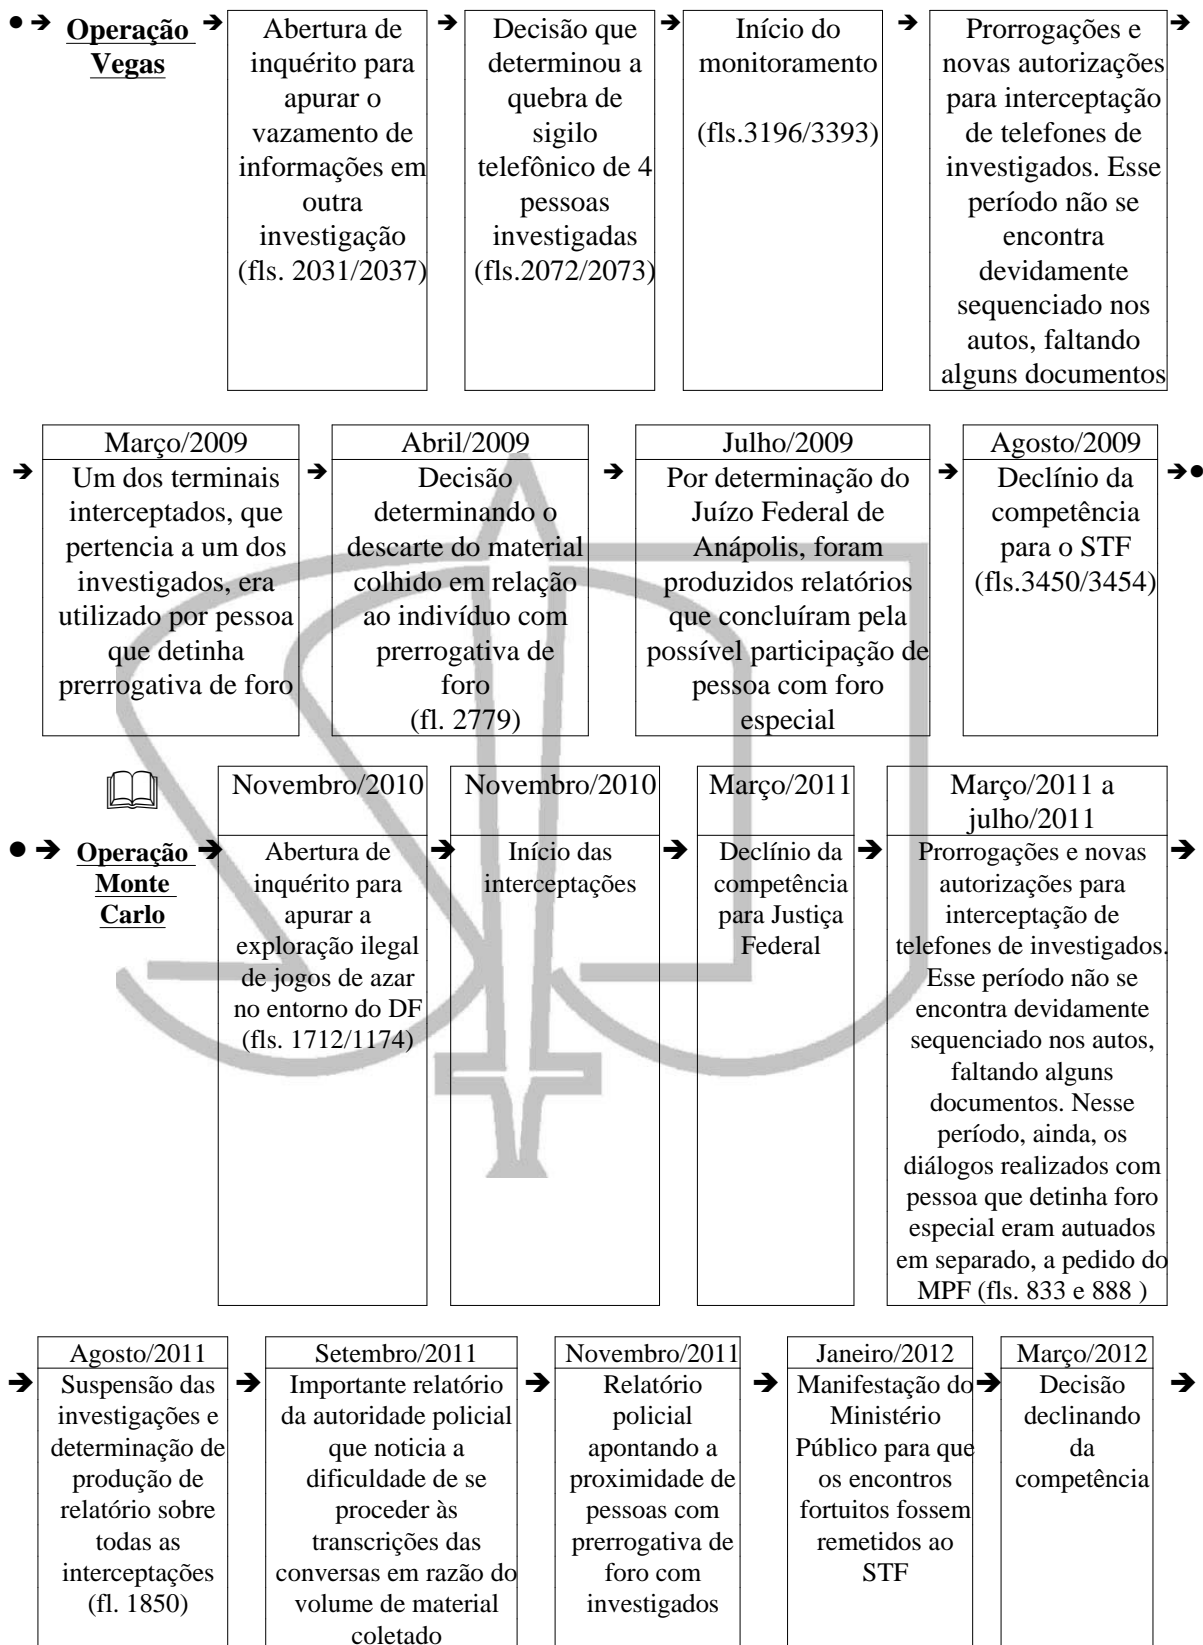 Operação
Vegas
Abertura de
inquérito para
apurar o
vazamento de
informações em
outra
investigação
(fls. 2031/2037)
Decisão que
determinou a
quebra de
sigilo
telefônico de 4
pessoas
investigadas
(fls.2072/2073)
Início do
monitoramento
(fls.3196/3393)
Prorrogações e
novas autorizações
para interceptação
de telefones de
investigados. Esse
período não se
encontra
devidamente
sequenciado nos
autos, faltando
alguns documentos
Março/2009
Um dos terminais
interceptados, que
pertencia a um dos
investigados, era
utilizado por pessoa
que detinha
prerrogativa de foro
Abril/2009
Decisão
determinando o
descarte do material
colhido em relação
ao indivíduo com
prerrogativa de
foro
(fl. 2779)
Julho/2009
Por determinação do
Juízo Federal de
Anápolis, foram
produzidos relatórios
que concluíram pela
possível participação de
pessoa com foro
especial
Agosto/2009
Declínio da
competência
para o STF
(fls.3450/3454)
Operação
Monte
Carlo
Novembro/2010
Abertura de
inquérito para
apurar a
exploração ilegal
de jogos de azar
no entorno do DF
(fls. 1712/1174)
Novembro/2010
Início das
interceptações
Março/2011
Declínio da
competência
para Justiça
Federal
Março/2011 a
julho/2011
Prorrogações e novas
autorizações para
interceptação de
telefones de investigados.
Esse período não se
encontra devidamente
sequenciado nos autos,
faltando alguns
documentos. Nesse
período, ainda, os
diálogos realizados com
pessoa que detinha foro
especial eram autuados
em separado, a pedido do
MPF (fls. 833 e 888 )
Agosto/2011
Suspensão das
investigações e
determinação de
produção de
relatório sobre
todas as
interceptações
(fl. 1850)
Setembro/2011
Importante relatório
da autoridade policial
que noticia a
dificuldade de se
proceder às
transcrições das
conversas em razão do
volume de material
coletado
Novembro/2011
Relatório
policial
apontando a
proximidade de
pessoas com
prerrogativa de
foro com
investigados
Janeiro/2012
Manifestação do
Ministério
Público para que
os encontros
fortuitos fossem
remetidos ao
STF
Março/2012
Decisão
declinando
da
competência